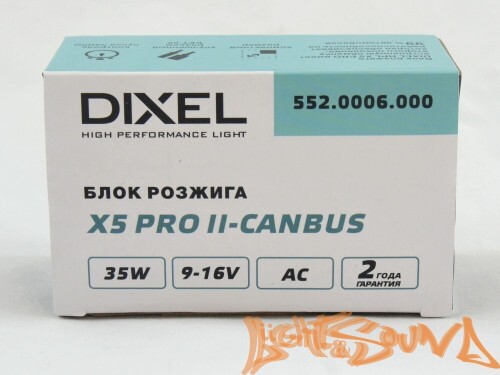 DIXEL
HIGH PERFORMANCE LIGHT
552.0006.000
БЛОК РОЗЖИГА
X5 PRO II-CANBUS
35W
9-16V
AC
2 ГОДА
ГАРАНТИЯ
LIGHT & SOUND